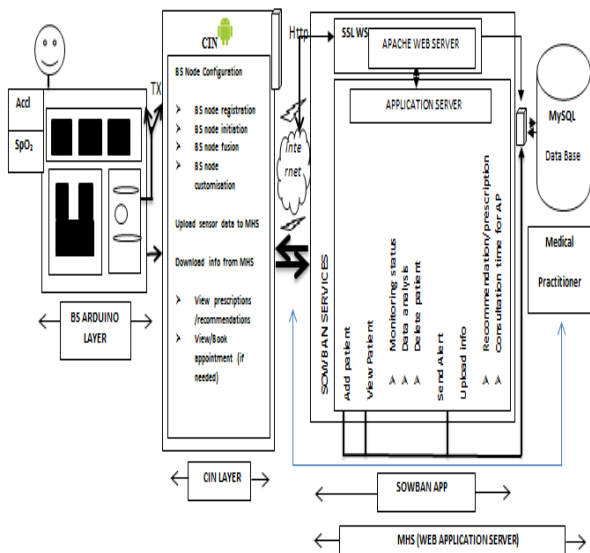 Accl
SpO₂
BS ARDUINO
LAYER
TX
CIN
BS Node Configuration
➢ BS node registration
➢ BS node initiation
➢ BS node fusion
➢ BS node
customisation
Upload sensor data to MHS
Download info from MHS
➢ View prescriptions
/recommendations
➢ View/Book
appointment (if
needed)
CIN LAYER
Http
Inte
rnet
SSL WS
APACHE WEB SERVER
APPLICATION SERVER
SOWBAN SERVICES
Add patient
View Patient
➢ Monitoring status
➢ Data analysis
➢ Delete patient
Send Alert
Upload info
➢ Recommendation/prescription
➢ Consultation time for AP
MySQL
Data Base
Medical
Practitioner
SOWBAN APP
MHS (WEB APPLICATION SERVER)